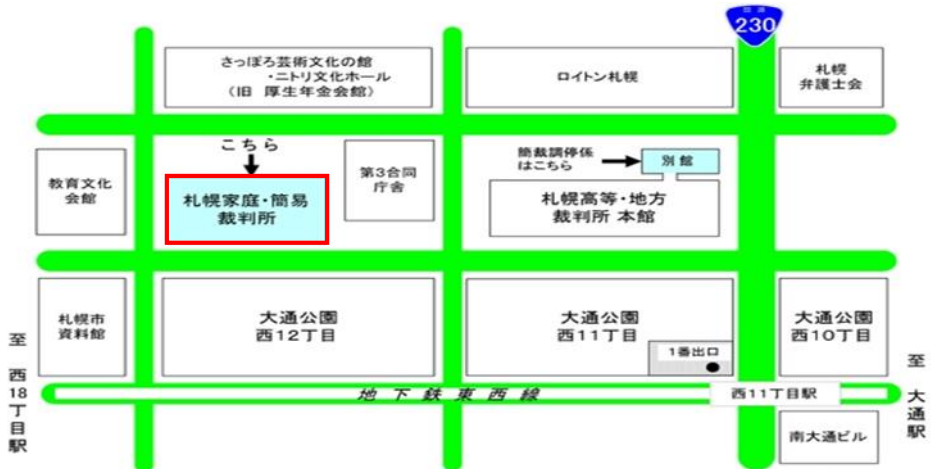 国道
230
さっぽろ芸術文化の館
・ニトリ文化ホール
(旧 厚生年金会館)
ロイトン札幌
札幌
弁護士会
こちら
教育文化
会館
札幌家庭・簡易
裁判所
第3合同
庁舎
簡裁調停係
はこちら
別館
札幌高等・地方
裁判所 本館
札幌市
資料館
大通公園
西12丁目
大通公園
西11丁目
1番出口
大通公園
西10丁目
至 西18丁目駅
地下鉄東西線
西11丁目駅
至 大通駅
南大通ビル